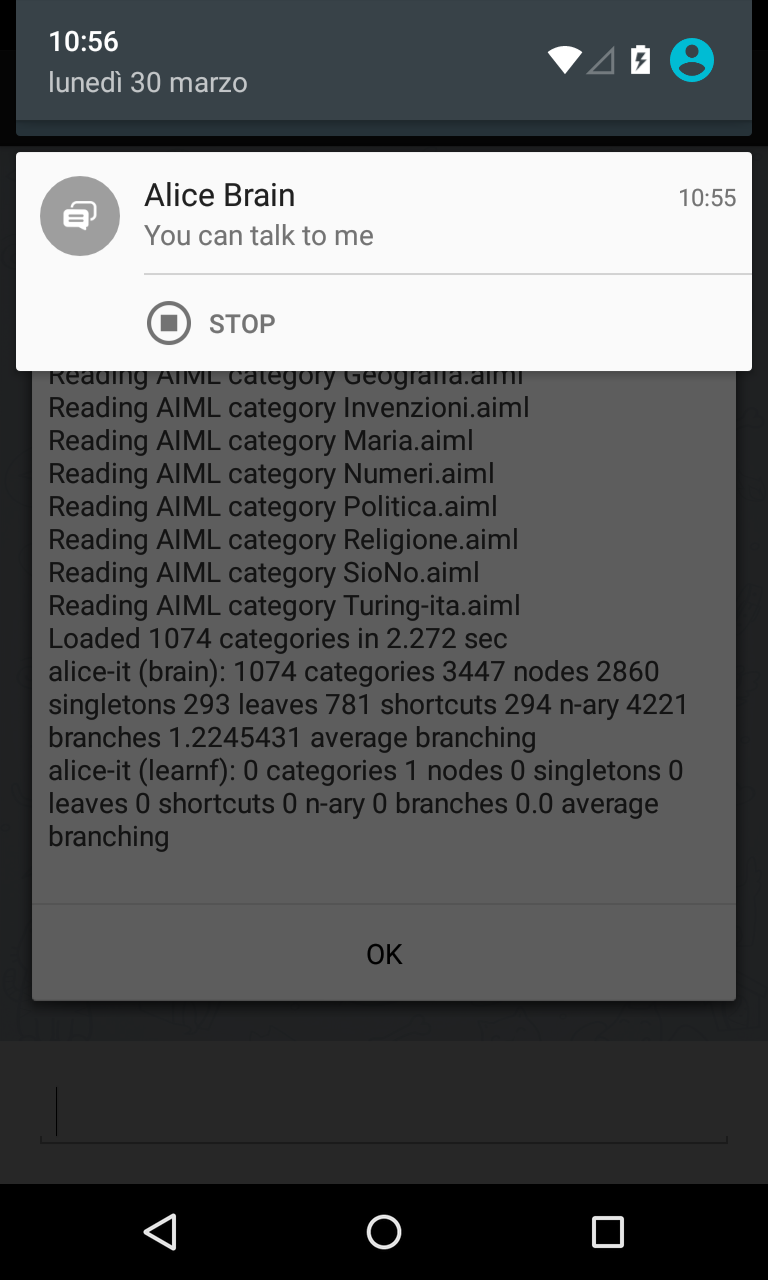 10:56
lunedì 30 marzo
Alice Brain
10:55
You can talk to me
STOP
Reading AIML category Geografia.aiml
Reading AIML category Invenzioni.aiml
Reading AIML category Maria.aiml
Reading AIML category Numeri.aiml
Reading AIML category Politica.aiml
Reading AIML category Religione.aiml
Reading AIML category SioNo.aiml
Reading AIML category Turing-ita.aiml
Loaded 1074 categories in 2.272 sec
alice-it (brain): 1074 categories 3447 nodes 2860
singletons 293 leaves 781 shortcuts 294 n-ary 4221
branches 1.2245431 average branching
alice-it (learnf): 0 categories 1 nodes 0 singletons 0
leaves 0 shortcuts 0 n-ary 0 branches 0.0 average
branching
OK